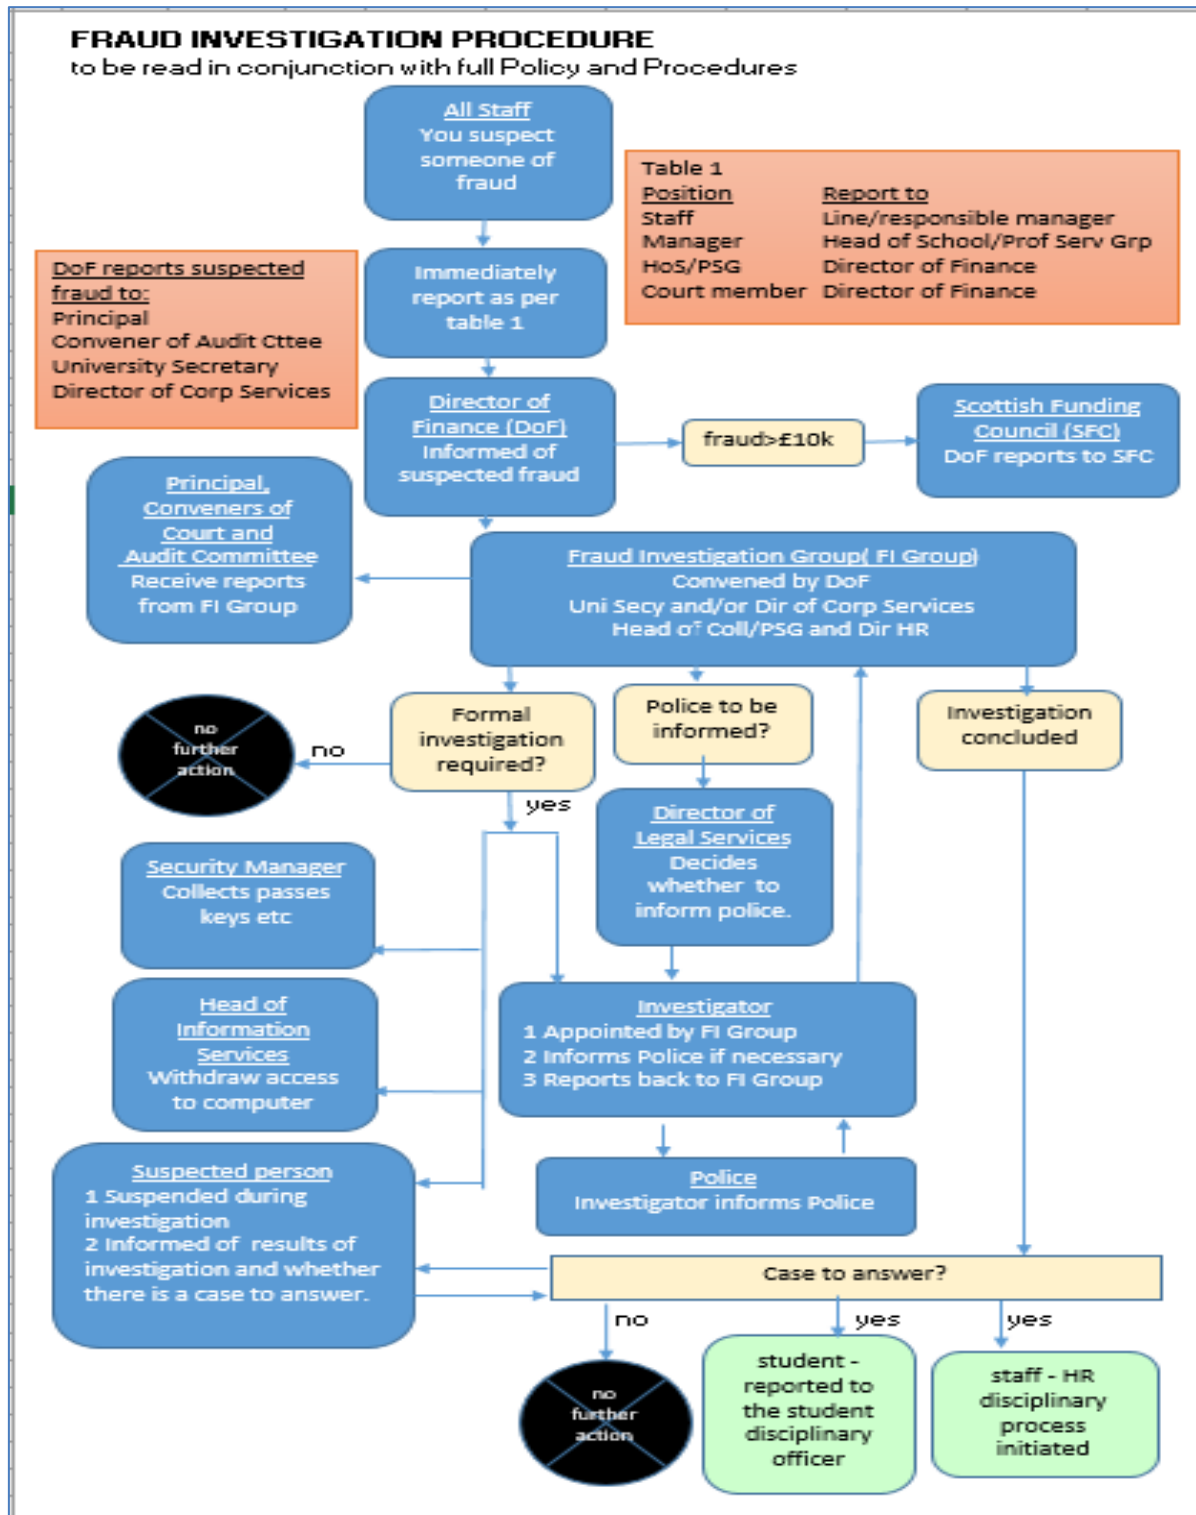 FRAUD INVESTIGATION PROCEDURE
to be read in conjunction with full Policy and Procedures
All Staff
You suspect
someone of
fraud
Table 1
Position Report to
Staff Line/responsible manager
Manager Head of School/Prof Serv Grp
HoS/PSG Director of Finance
Court member Director of Finance
DoF reports suspected
fraud to:
Principal
Convener of Audit Cttee
University Secretary
Director of Corp Services
Immediately
report as per
table 1
Director of
Finance (DoF)
Informed of
suspected fraud
fraud>£10k
Scottish Funding
Council (SFC)
DoF reports to SFC
Principal,
Conveners of
Court and
Audit Committee
Receive reports
from FI Group
Fraud Investigation Group( FI Group)
Convened by DoF
Uni Secy and/or Dir of Corp Services
Head of Coll/PSG and Dir HR
no
further
action
no
Formal
investigation
required?
yes
Police to be
informed?
Investigation
concluded
Director of
Legal Services
Decides
whether to
inform police.
Security Manager
Collects passes
keys etc
Head of
Information
Services
Withdraw access
to computer
Investigator
1 Appointed by FI Group
2 Informs Police if necessary
3 Reports back to FI Group
Suspected person
1 Suspended during
investigation
2 Informed of results of
investigation and whether
there is a case to answer.
Police
Investigator informs Police
Case to answer?
no
yes
yes
no
further
action
student -
reported to
the student
disciplinary
officer
staff - HR
disciplinary
process
initiated